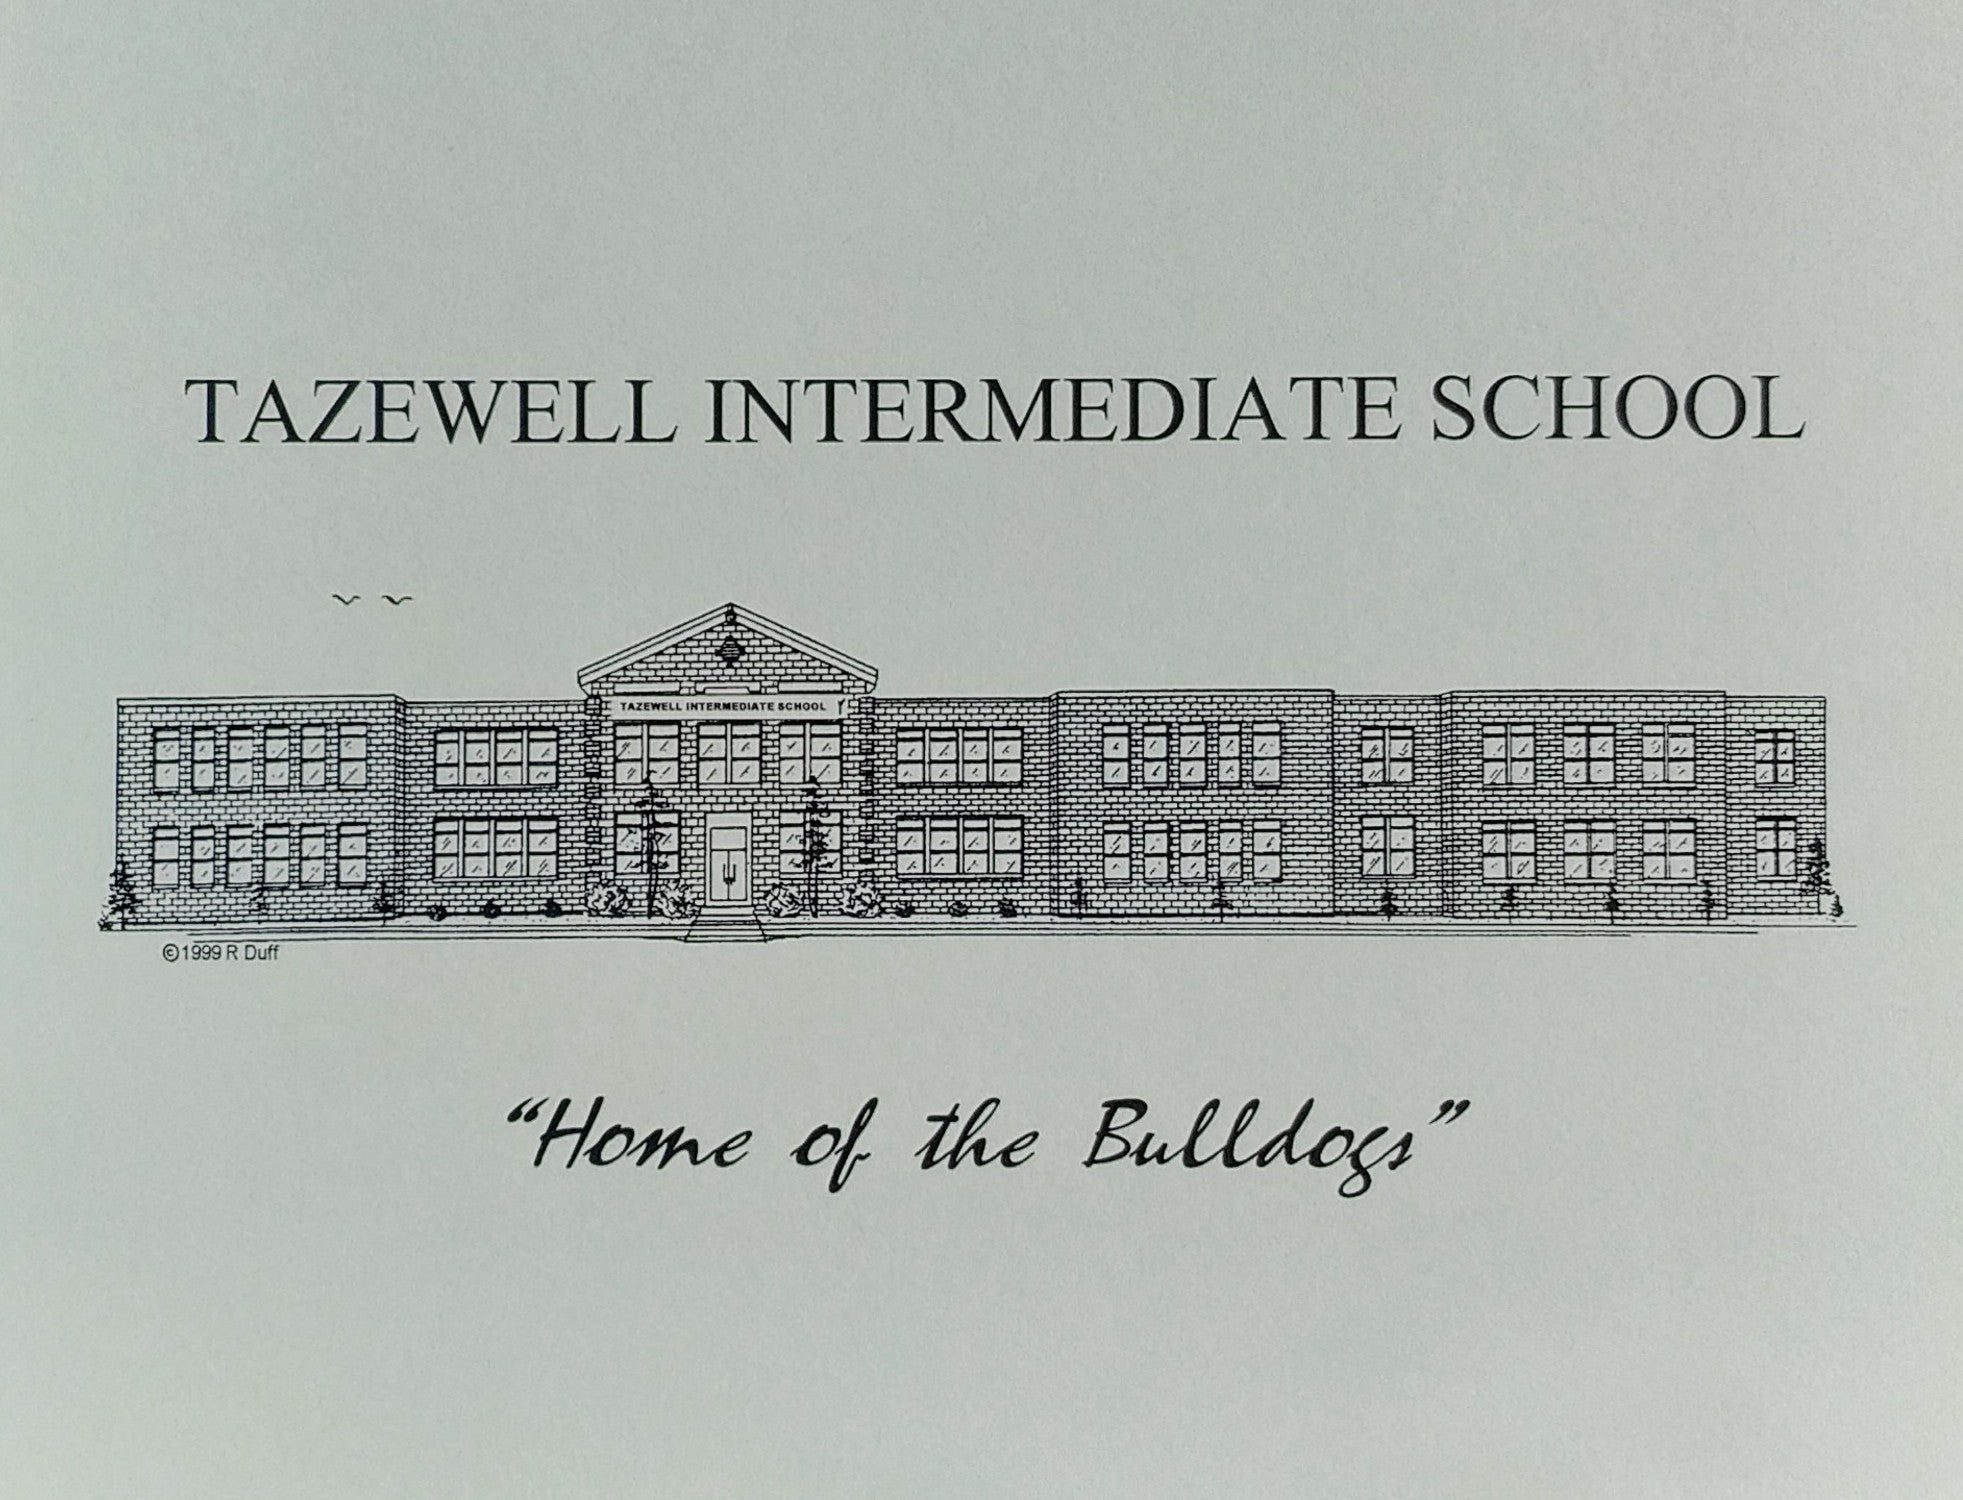 TAZEWELL INTERMEDIATE SCHOOL
TAZEWELL INTERMEDIATE SCHOOL
©1999 R Duff
“Home of the Bulldogs”